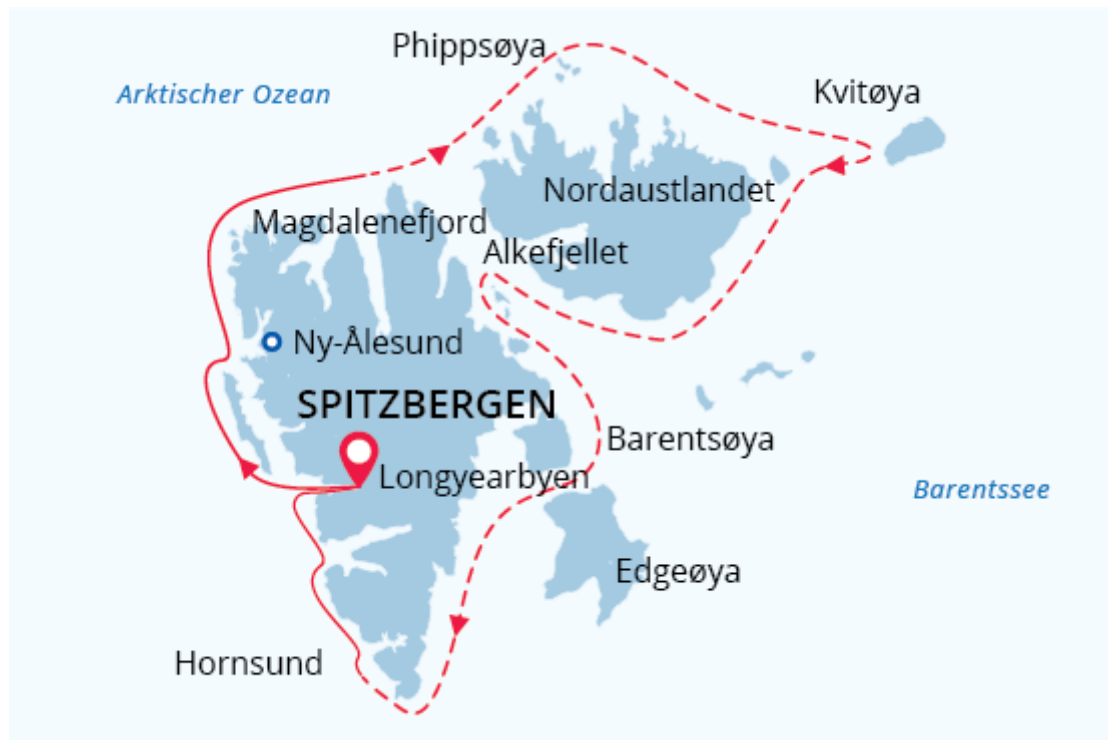 Phippsøya
Arktischer Ozean
Kvitøya
Nordaustlandet
Magdalenefjord
Alkefjellet
Ny-Ålesund
SPITZBERGEN
Barentsøya
Longyearbyen
Barentssee
Edgeøya
Hornsund